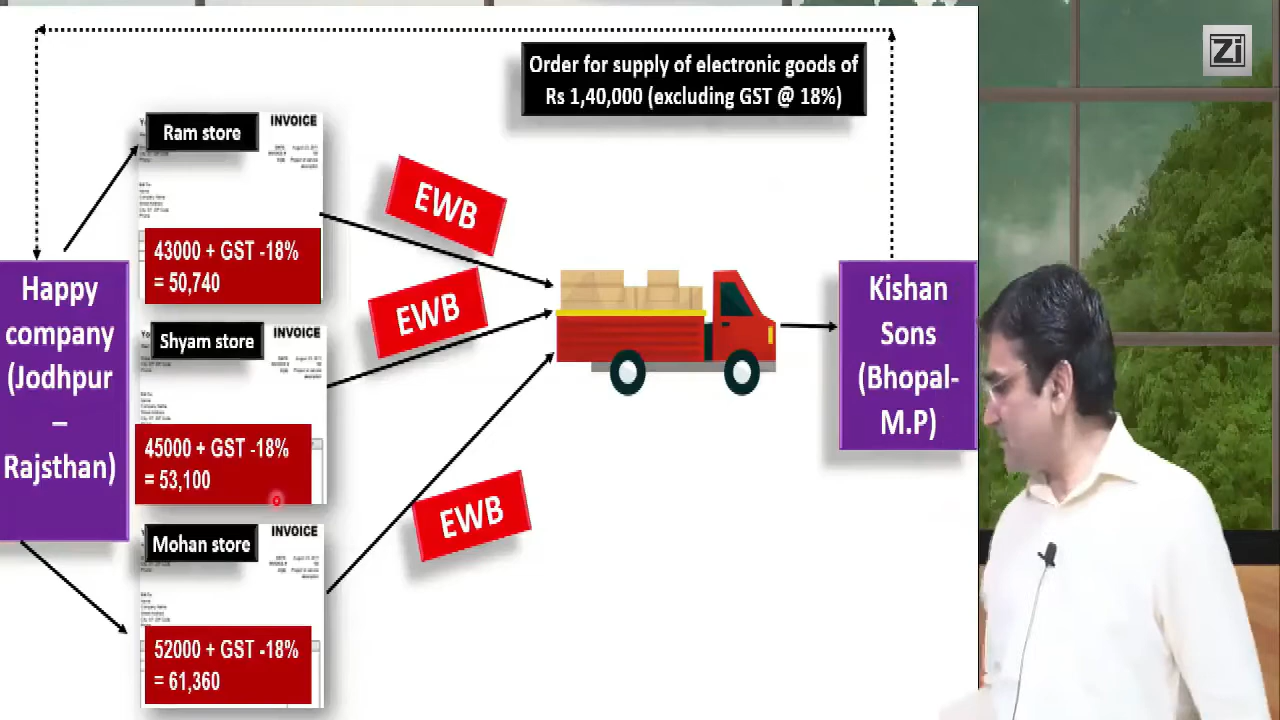 Zi
Order for supply of electronic goods of
Rs 1,40,000 (excluding GST @ 18%)
Happy
company
(Jodhpur
–
Rajsthan)
Ram store
INVOICE
43000 + GST -18%
= 50,740
EWB
Shyam store
INVOICE
45000 + GST -18%
= 53,100
EWB
Mohan store
INVOICE
52000 + GST -18%
= 61,360
EWB
Kishan
Sons
(Bhopal-
M.P)